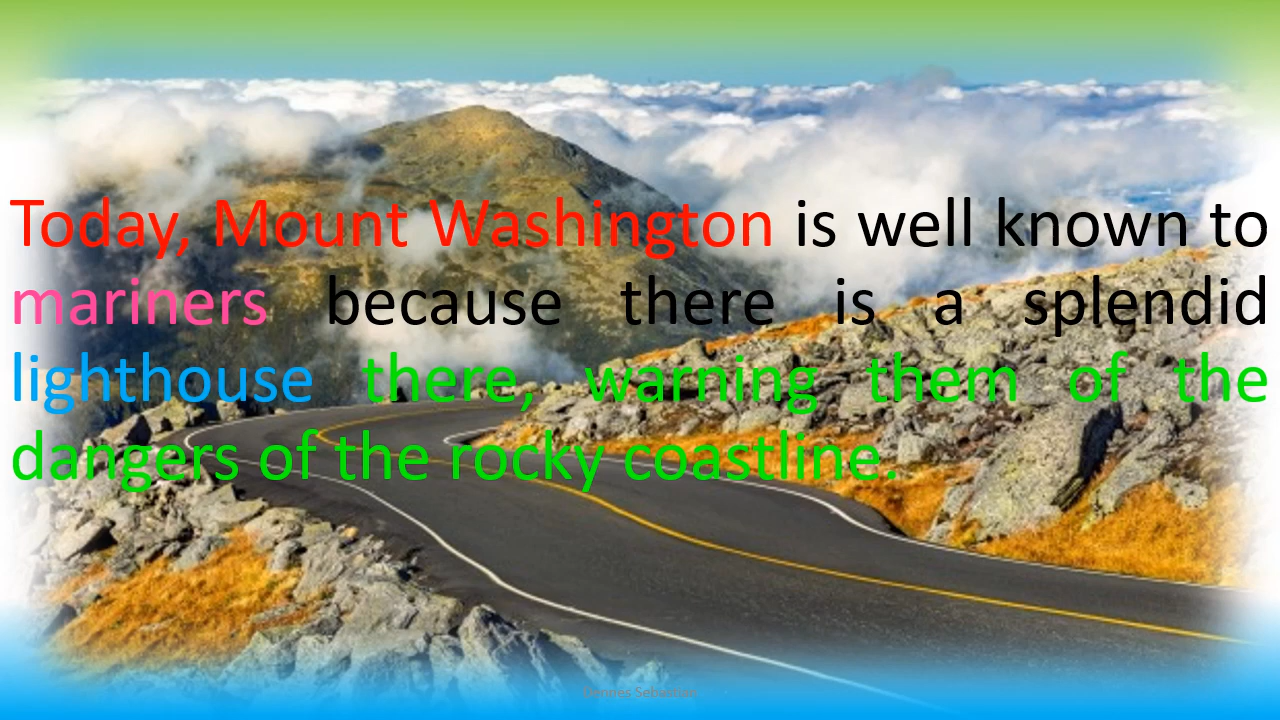 Today, Mount Washington is well known to
mariners because there is a splendid
lighthouse there, warning them of the
dangers of the rocky coastline.